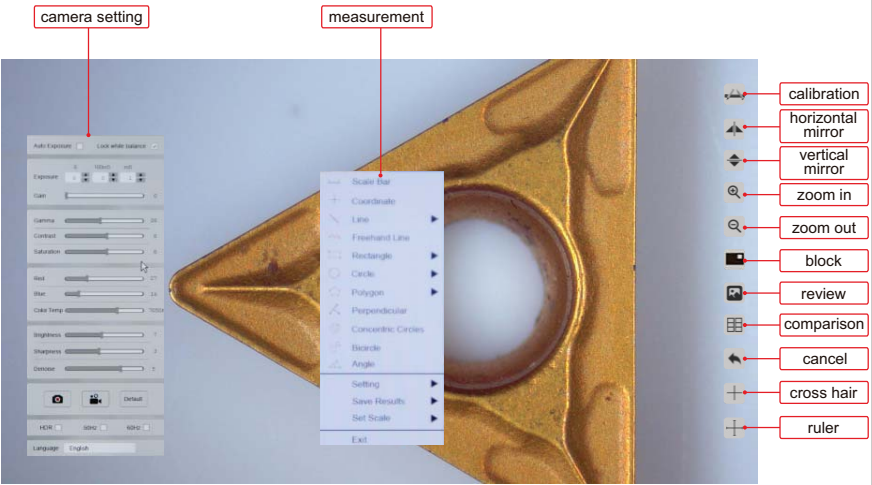 camera setting
measurement
Auto Exposure
Lock white balance
Exposure
Gain
Gamma
Contrast
Saturation
Red
Blue
Color Temp
Brightness
Sharpness
Denoise
Default
HDR
50Hz
60Hz
Language
English
Scale Bar
Coordinate
Line
Freehand Line
Rectangle
Circle
Polygon
Perpendicular
Concentric Circles
Bicircle
Angle
Setting
Save Results
Set Scale
Exit
calibration
horizontal
mirror
vertical
mirror
zoom in
zoom out
block
review
comparison
cancel
cross hair
ruler